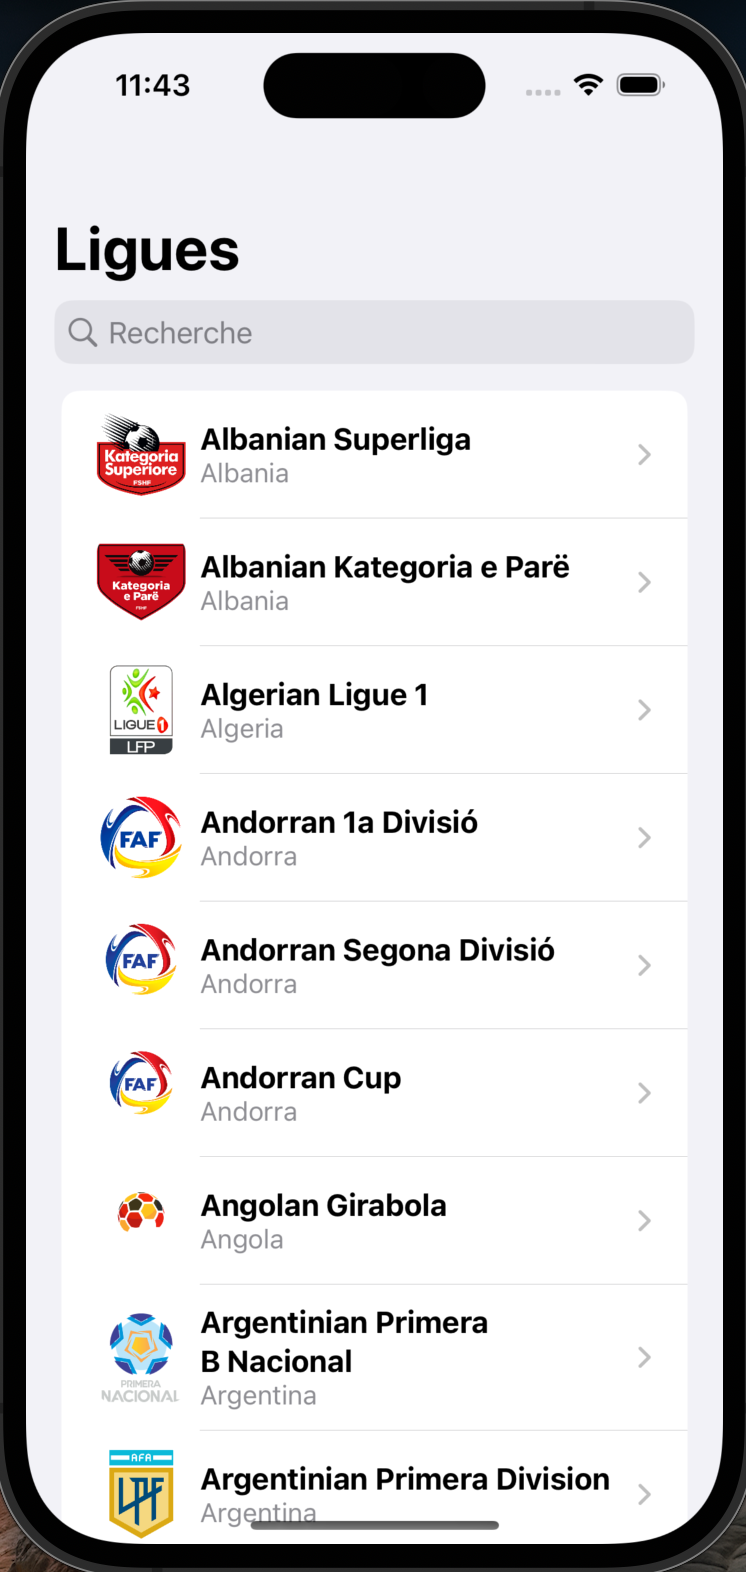 11:43
Ligues
Recherche
Kategoria
Superiore
FSHF
Albanian Superliga
Albania
Kategoria
e Parë
FSHF
Albanian Kategoria e Parë
Albania
LIGUE 1
LFP
Algerian Ligue 1
Algeria
FAF
Andorran 1a Divisió
Andorra
FAF
Andorran Segona Divisió
Andorra
FAF
Andorran Cup
Andorra
Angolan Girabola
Angola
PRIMERA
NACIONAL
Argentinian Primera
B Nacional
Argentina
AFA
LPF
Argentinian Primera Division
Argentina